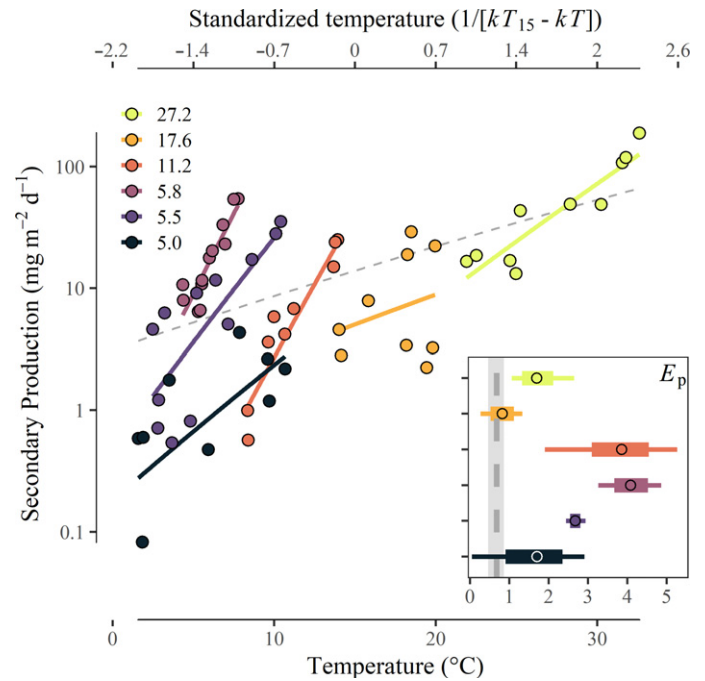 Standardized temperature (1/[kT₁₅ - kT])
-2.2 -1.4 -0.7 0 0.7 1.4 2 2.6
27.2
17.6
11.2
5.8
5.5
5.0
Secondary Production (mg m⁻² d⁻¹)
100
10
1
0.1
Eₚ
0 1 2 3 4 5
0 10 20 30
Temperature (°C)